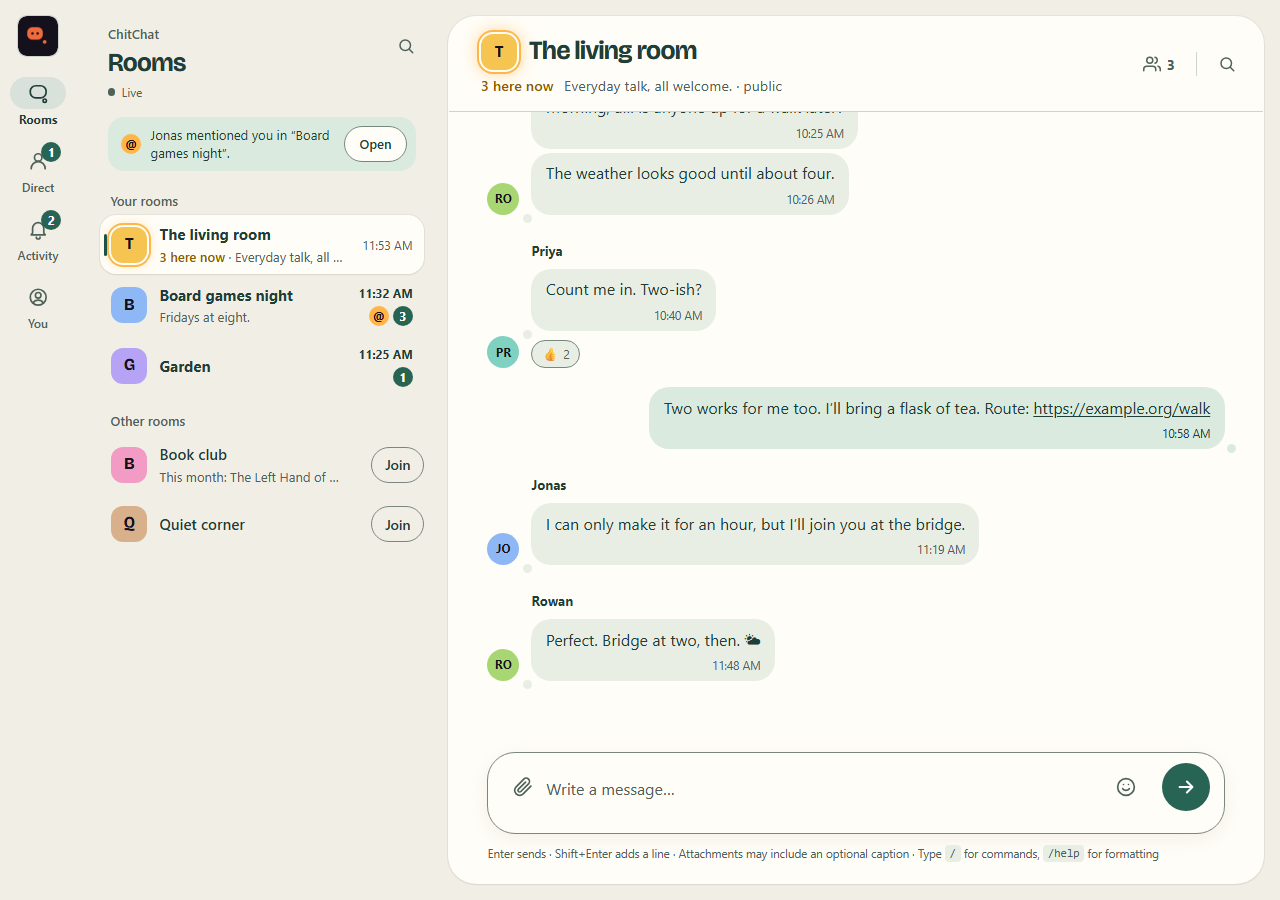 ChitChat
Rooms
Live
Rooms
1
Direct
2
Activity
You
@
Jonas mentioned you in “Board
games night”.
Open
Your rooms
T
The living room
11:53 AM
3 here now · Everyday talk, all ...
B
Board games night
11:32 AM
Fridays at eight.
@
3
G
Garden
11:25 AM
1
Other rooms
B
Book club
This month: The Left Hand of ...
Join
Q
Quiet corner
Join
T
The living room
3 here now Everyday talk, all welcome. · public
3
10:25 AM
The weather looks good until about four.
10:26 AM
RO
Priya
Count me in. Two-ish?
10:40 AM
PR
👍 2
Two works for me too. I’ll bring a flask of tea. Route: https://example.org/walk
10:58 AM
Jonas
I can only make it for an hour, but I’ll join you at the bridge.
11:19 AM
JO
Rowan
Perfect. Bridge at two, then. 🌥
11:48 AM
RO
Write a message...
Enter sends · Shift+Enter adds a line · Attachments may include an optional caption · Type / for commands, /help for formatting